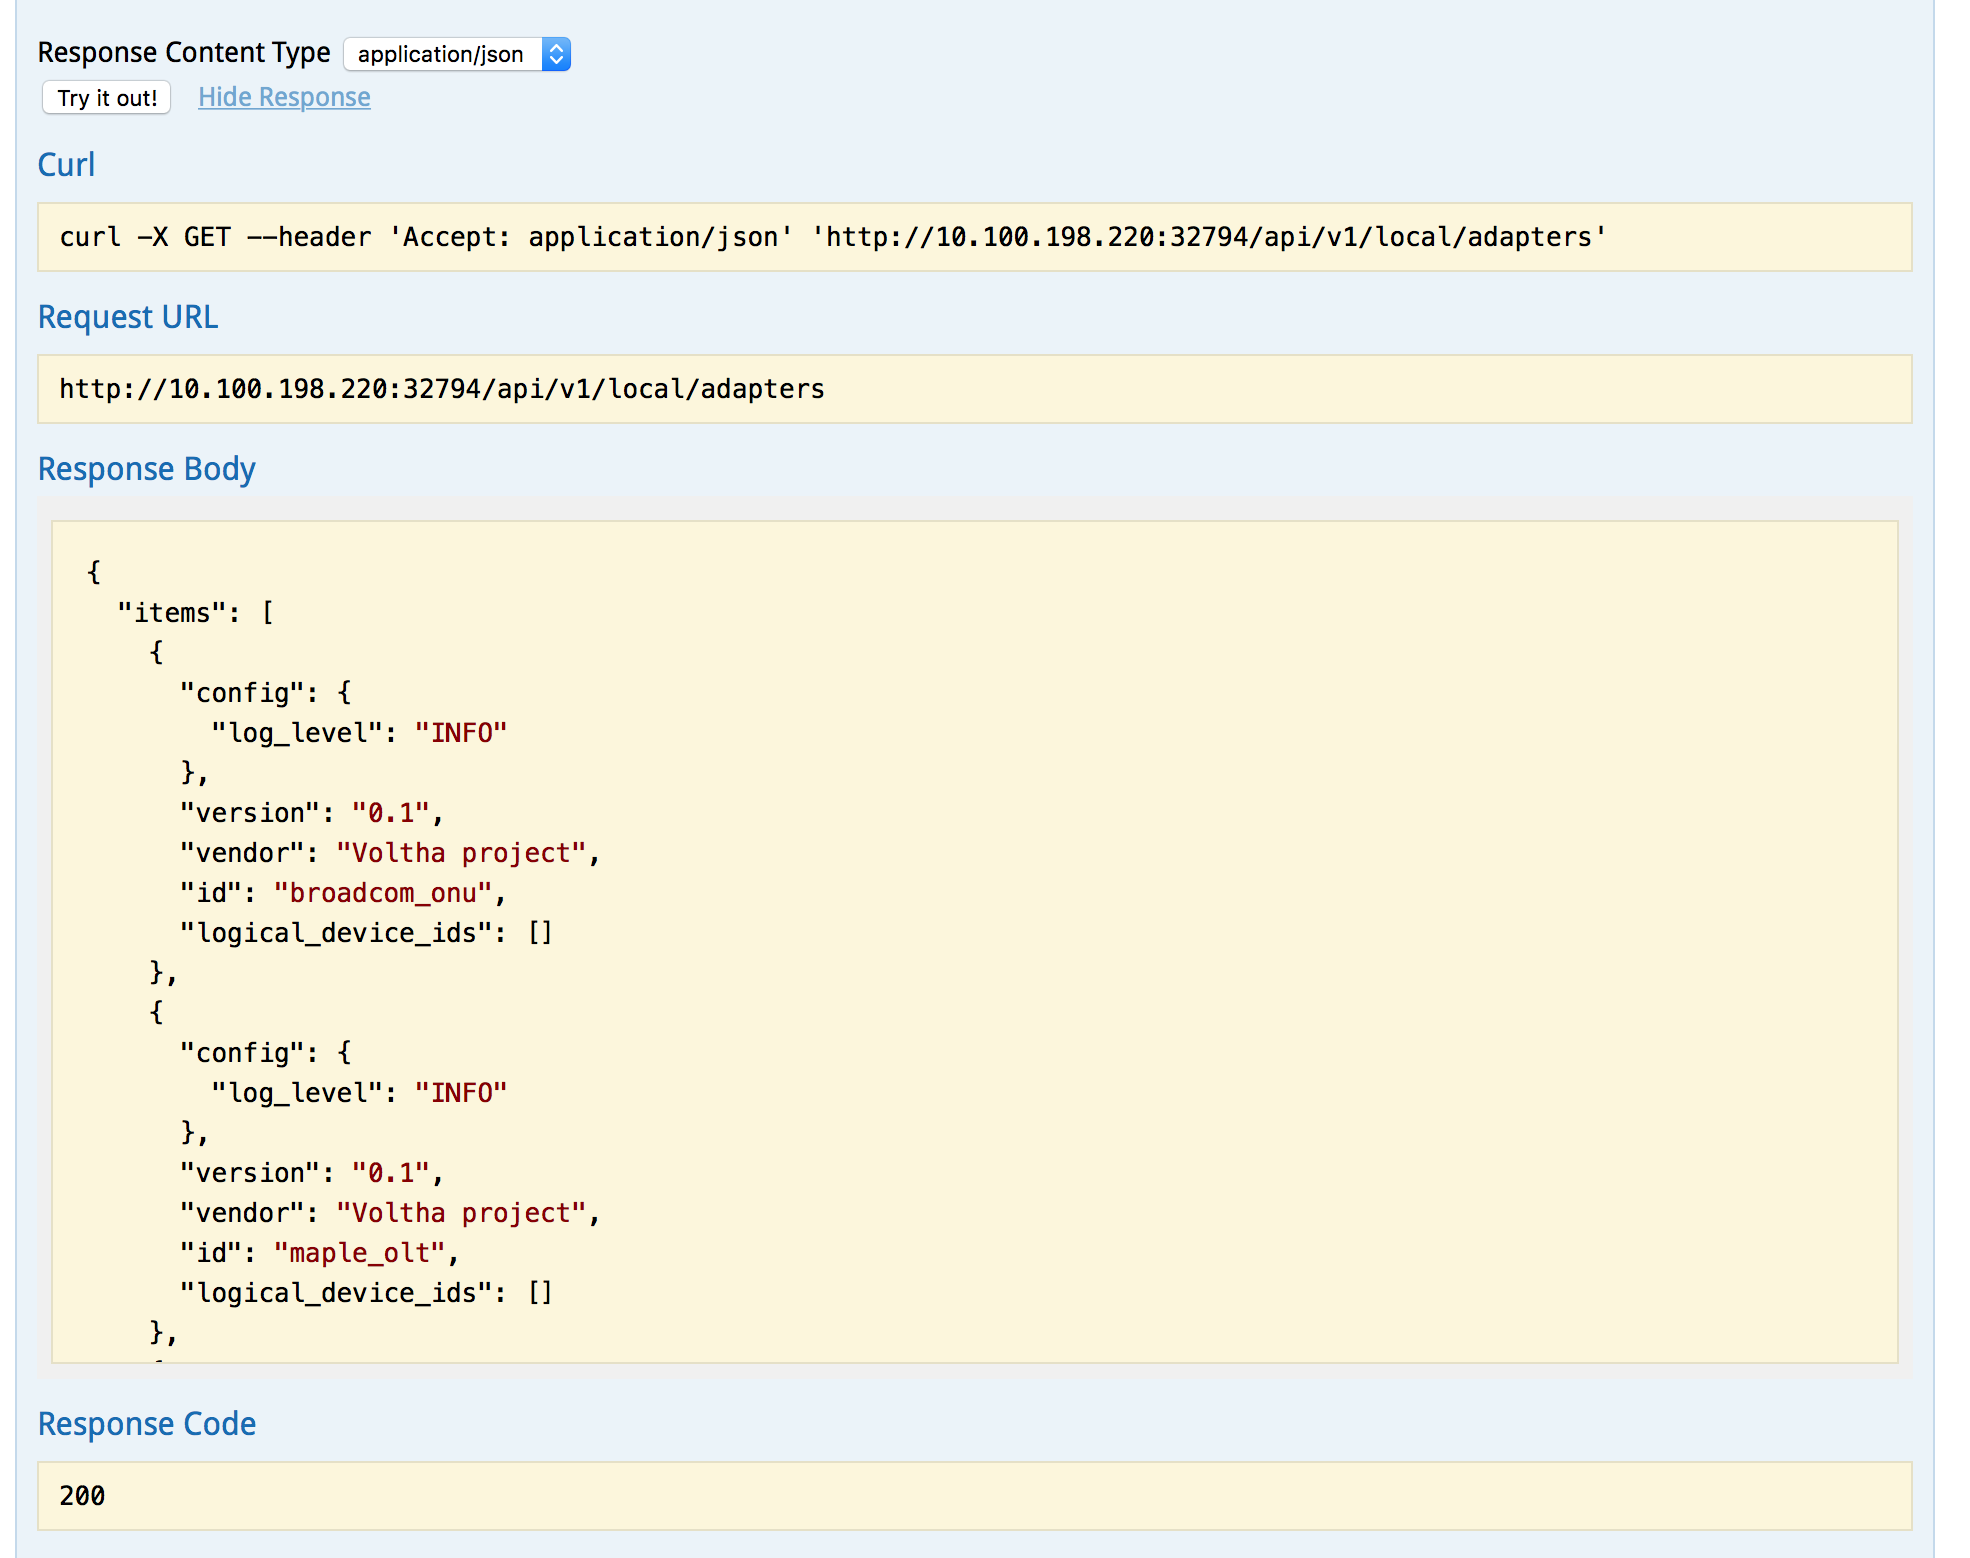 Response Content Type application/json
Try it out! Hide Response
Curl
curl -X GET --header 'Accept: application/json' 'http://10.100.198.220:32794/api/v1/local/adapters'
Request URL
http://10.100.198.220:32794/api/v1/local/adapters
Response Body
{
  "items": [
    {
      "config": {
        "log_level": "INFO"
      },
      "version": "0.1",
      "vendor": "Voltha project",
      "id": "broadcom_onu",
      "logical_device_ids": []
    },
    {
      "config": {
        "log_level": "INFO"
      },
      "version": "0.1",
      "vendor": "Voltha project",
      "id": "maple_olt",
      "logical_device_ids": []
    },
Response Code
200